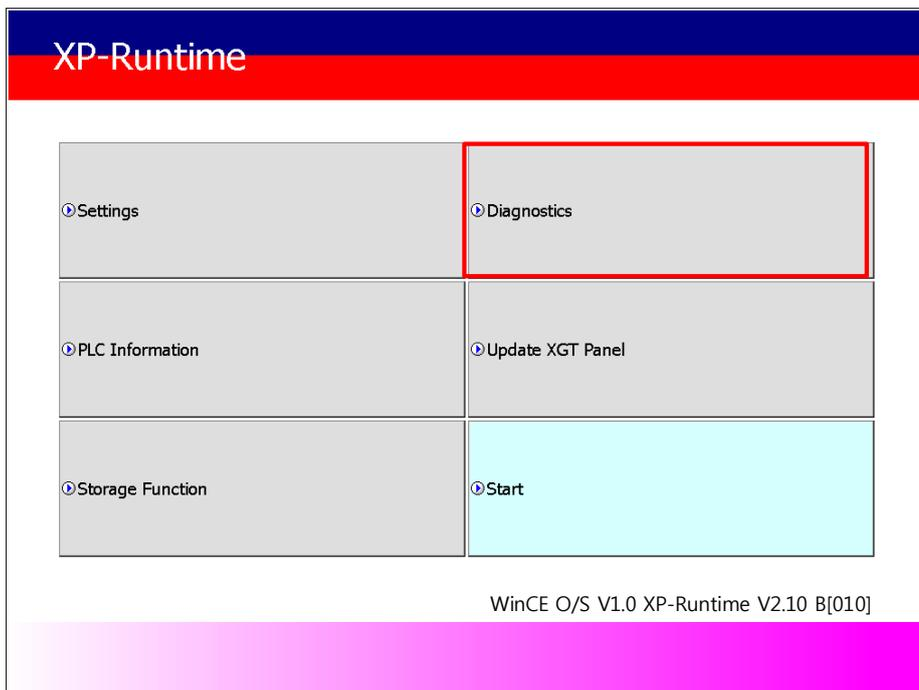 XP-Runtime
Settings
Diagnostics
PLC Information
Update XGT Panel
Storage Function
Start
WinCE O/S V1.0 XP-Runtime V2.10 B[010]